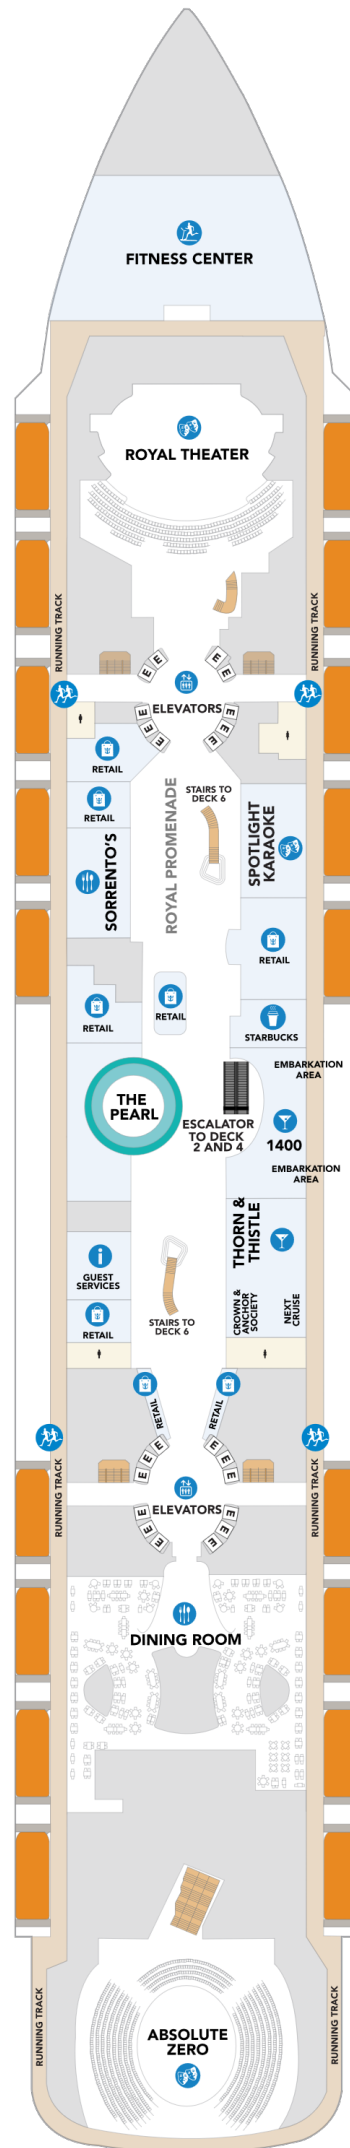 FITNESS CENTER
ROYAL THEATER
RUNNING TRACK
RUNNING TRACK
E
E
E
E
ELEVATORS
E
E
E
E
E
E
RETAIL
RETAIL
ROYAL PROMENADE
STAIRS TO
DECK 6
SPOTLIGHT
KARAOKE
SORRENTO'S
RETAIL
RETAIL
RETAIL
STARBUCKS
THE
PEARL
ESCALATOR
TO DECK
2 AND 4
EMBARKATION
AREA
1400
EMBARKATION
AREA
THORN &
THISTLE
i
GUEST
SERVICES
RETAIL
STAIRS TO
DECK 6
CROWN &
ANCHOR
SOCIETY
NEXT
CRUISE
RETAIL
RETAIL
RUNNING TRACK
RUNNING TRACK
E
E
E
E
E
E
ELEVATORS
E
E
E
E
E
E
DINING ROOM
ABSOLUTE
ZERO
RUNNING TRACK
RUNNING TRACK